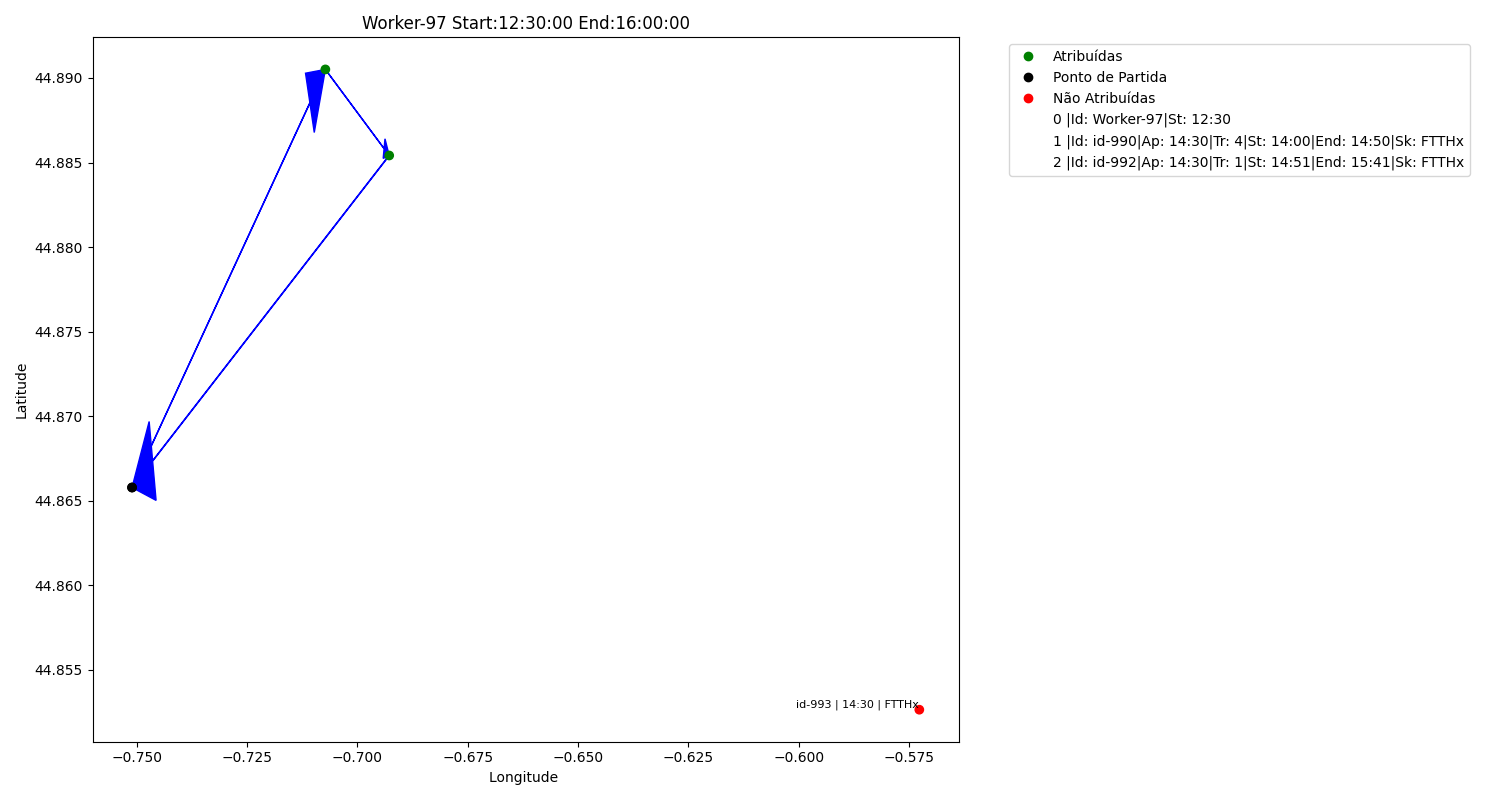 Worker-97 Start:12:30:00 End:16:00:00
44.890
44.885
44.880
44.875
44.870
44.865
44.860
44.855
Latitude
−0.750
−0.725
−0.700
−0.675
−0.650
−0.625
−0.600
−0.575
Longitude
id-993 | 14:30 | FTTHx
Atribuídas
Ponto de Partida
Não Atribuídas
0 |Id: Worker-97|St: 12:30
1 |Id: id-990|Ap: 14:30|Tr: 4|St: 14:00|End: 14:50|Sk: FTTHx
2 |Id: id-992|Ap: 14:30|Tr: 1|St: 14:51|End: 15:41|Sk: FTTHx